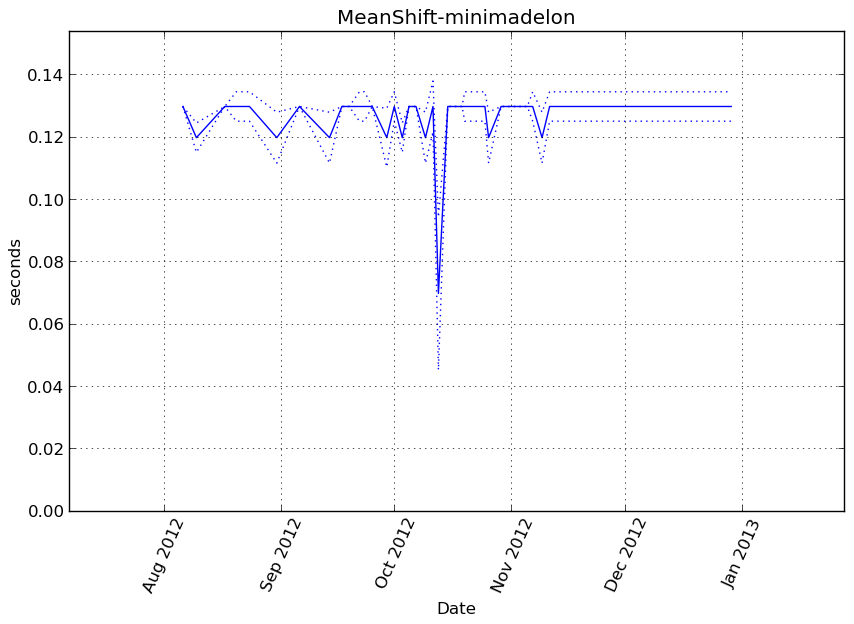 MeanShift-minimadelon
0.14
0.12
0.10
0.08
0.06
0.04
0.02
0.00
seconds
Aug 2012
Sep 2012
Oct 2012
Nov 2012
Dec 2012
Jan 2013
Date